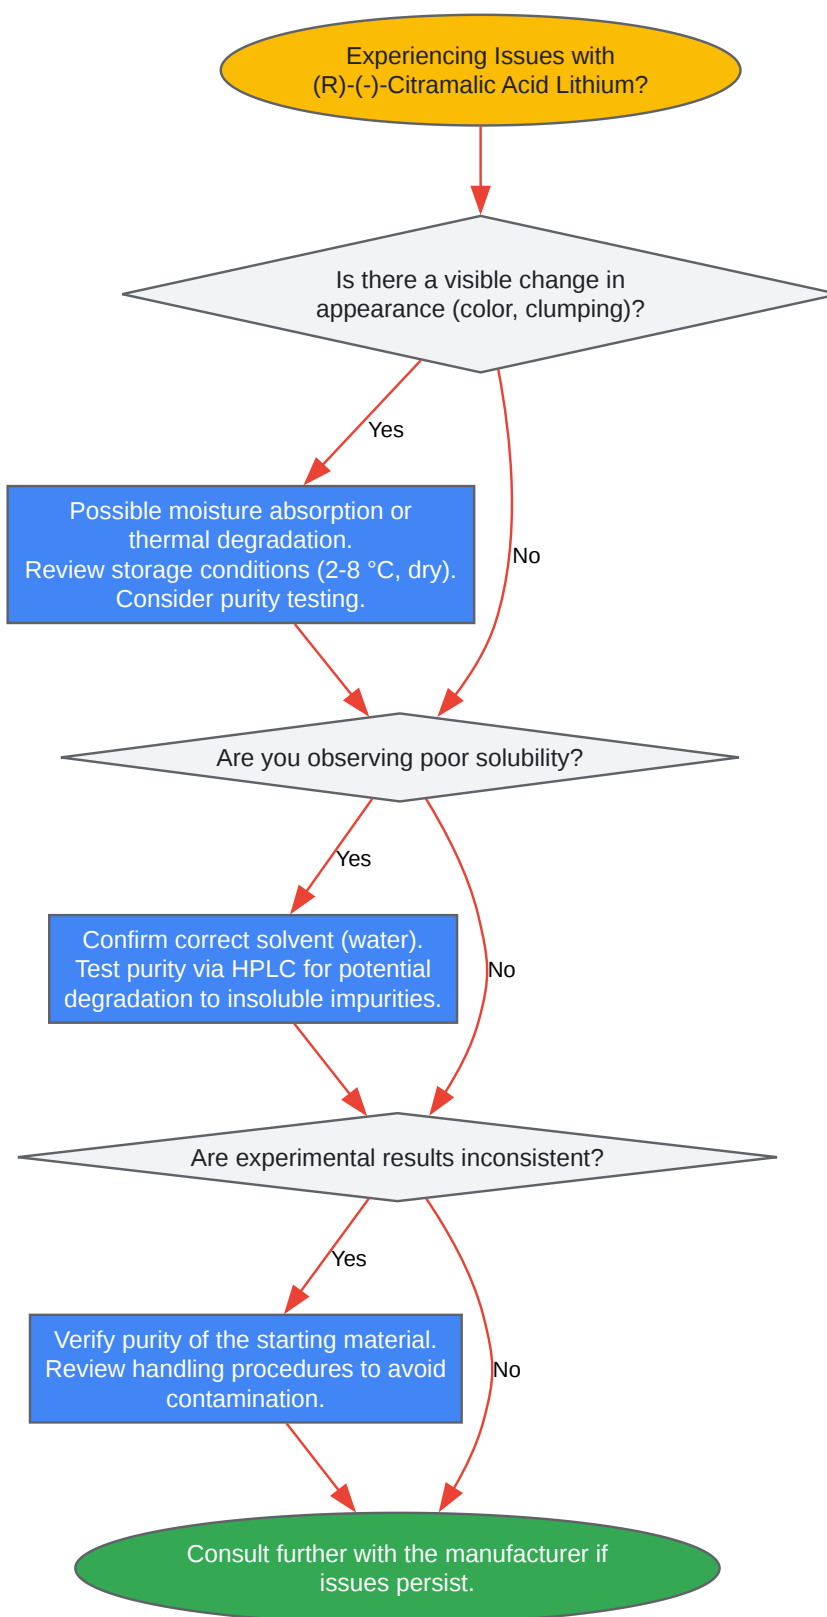 Experiencing Issues with
(R)-(-)-Citramalic Acid Lithium?
Is there a visible change in
appearance (color, clumping)?
Yes
Possible moisture absorption or
thermal degradation.
Review storage conditions (2-8 °C, dry).
Consider purity testing.
No
Are you observing poor solubility?
Yes
Confirm correct solvent (water).
Test purity via HPLC for potential
degradation to insoluble impurities.
No
Are experimental results inconsistent?
Yes
Verify purity of the starting material.
Review handling procedures to avoid
contamination.
No
Consult further with the manufacturer if
issues persist.